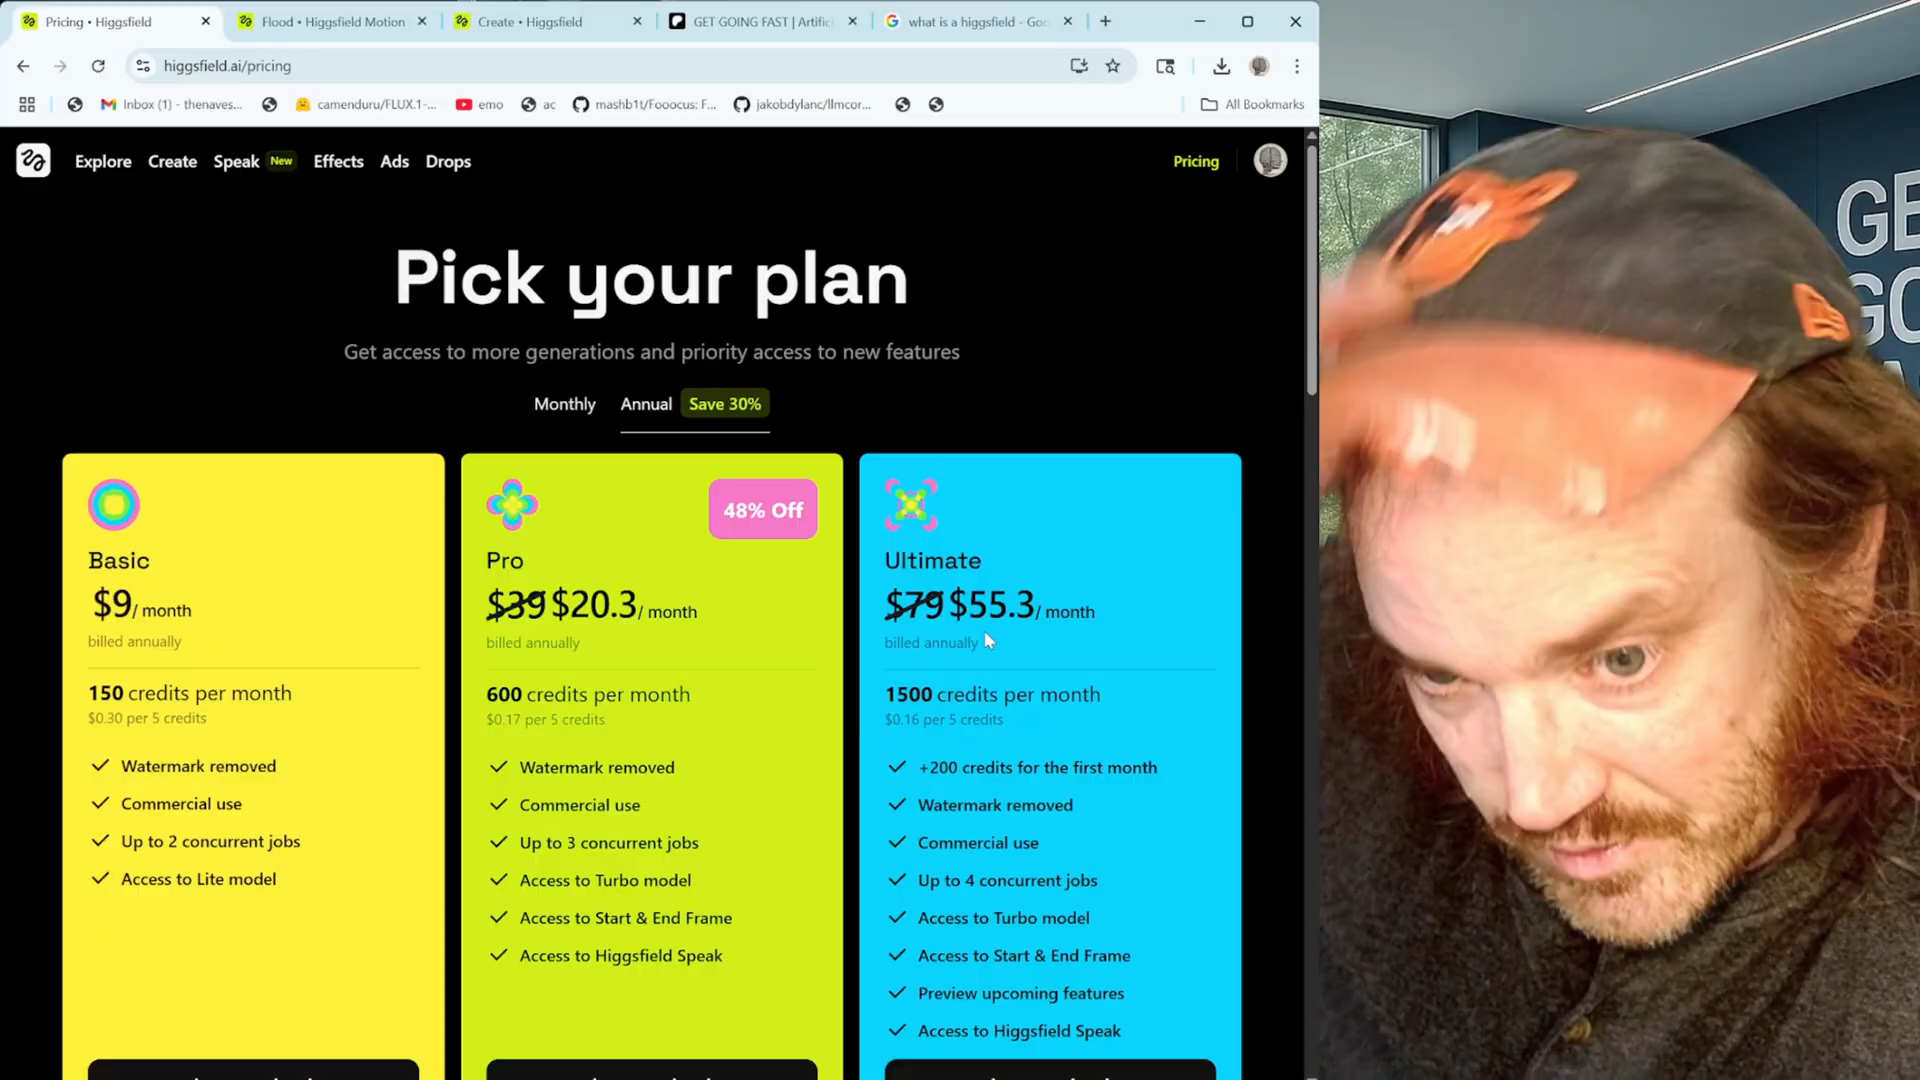 Pricing • Higgsfield
Flood • Higgsfield Motion
Create • Higgsfield
GET GOING FAST | Artific
what is a higgsfield - Goo
higgsfield.ai/pricing
Inbox (1) - thenaves...
camenduru/FLUX.1-...
emo
ac
mashb1t/Fooocus: F...
jakobdylanc/llmcor...
All Bookmarks
Explore
Create
Speak New
Effects
Ads
Drops
Pricing
Pick your plan
Get access to more generations and priority access to new features
Monthly
Annual
Save 30%
Basic
$9/ month
billed annually
150 credits per month
$0.30 per 5 credits
Watermark removed
Commercial use
Up to 2 concurrent jobs
Access to Lite model
48% Off
Pro
$39 $20.3/ month
billed annually
600 credits per month
$0.17 per 5 credits
Watermark removed
Commercial use
Up to 3 concurrent jobs
Access to Turbo model
Access to Start & End Frame
Access to Higgsfield Speak
Ultimate
$79 $55.3/ month
billed annually
1500 credits per month
$0.16 per 5 credits
+200 credits for the first month
Watermark removed
Commercial use
Up to 4 concurrent jobs
Access to Turbo model
Access to Start & End Frame
Preview upcoming features
Access to Higgsfield Speak
GE
GO